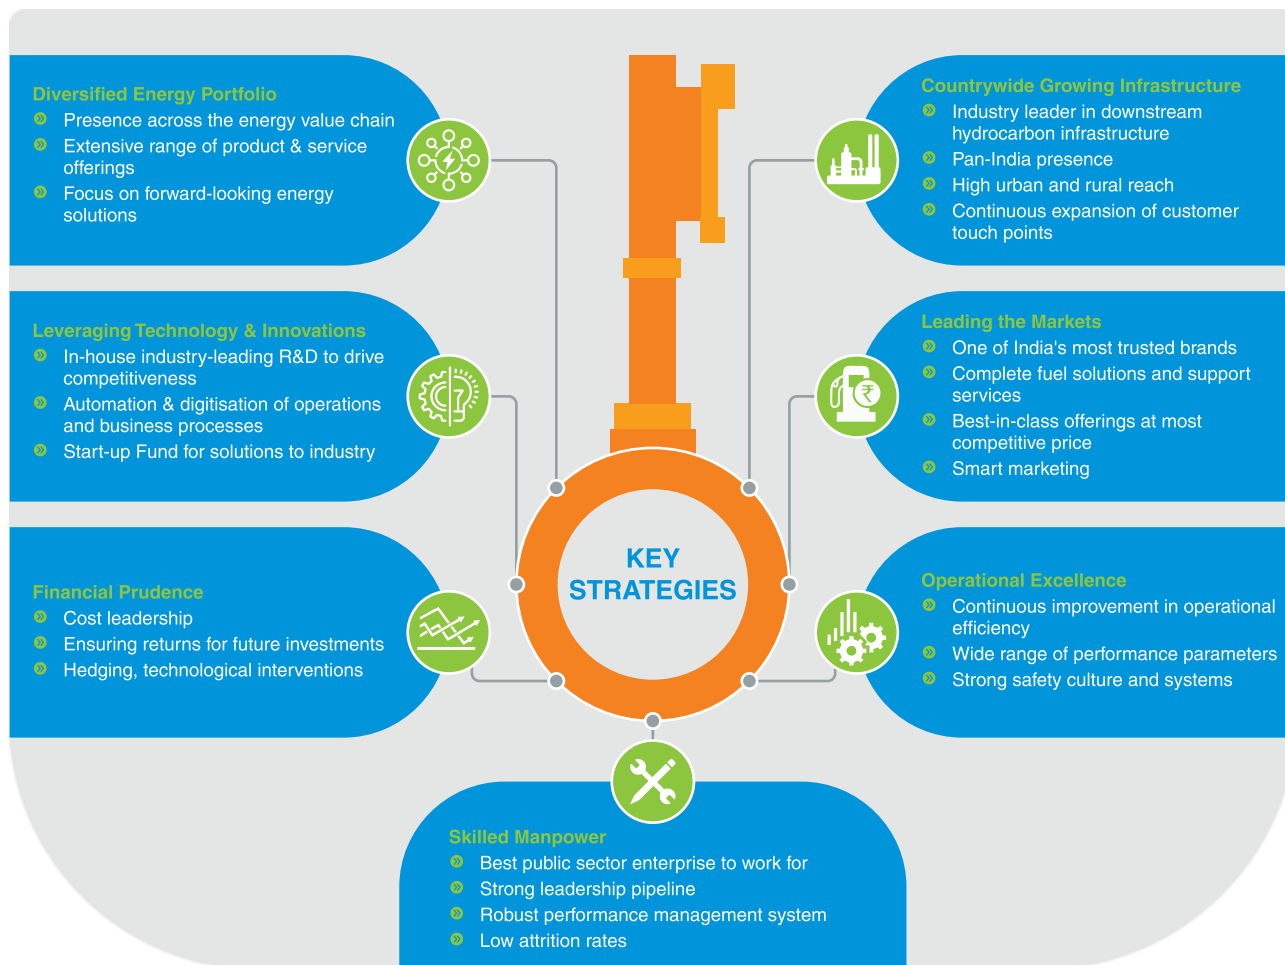 Diversified Energy Portfolio
Presence across the energy value chain
Extensive range of product & service
offerings
Focus on forward-looking energy
solutions
Leveraging Technology & Innovations
In-house industry-leading R&D to drive
competitiveness
Automation & digitisation of operations
and business processes
Start-up Fund for solutions to industry
Financial Prudence
Cost leadership
Ensuring returns for future investments
Hedging, technological interventions
KEY
STRATEGIES
Countrywide Growing Infrastructure
Industry leader in downstream
hydrocarbon infrastructure
Pan-India presence
High urban and rural reach
Continuous expansion of customer
touch points
Leading the Markets
One of India's most trusted brands
Complete fuel solutions and support
services
Best-in-class offerings at most
competitive price
Smart marketing
₹
Operational Excellence
Continuous improvement in operational
efficiency
Wide range of performance parameters
Strong safety culture and systems
Skilled Manpower
Best public sector enterprise to work for
Strong leadership pipeline
Robust performance management system
Low attrition rates